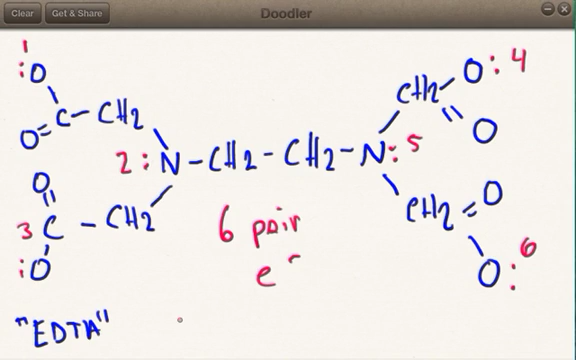 Clear Get & Share Doodler
1
:O O: 4
C - CH2 CH2
O= = O
2 : N - CH2 - CH2 - N: 5
O
=
3 C - CH2 CH2 = O
:O O: 6
6 pair
e-
"EDTA"